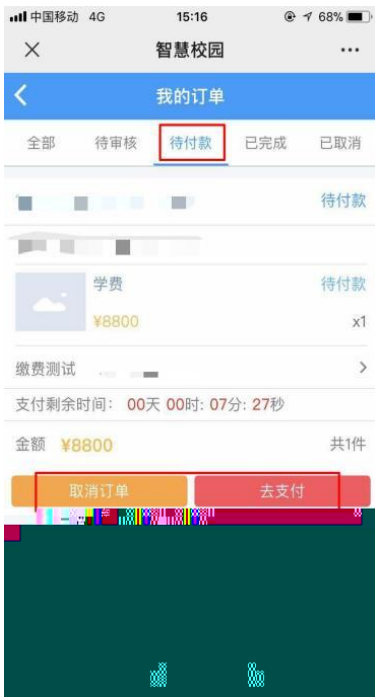 中国移动 4G 15:16 68%
智慧校园
我的订单
全部 待审核 待付款 已完成 已取消
待付款
学费 待付款
¥8800 x1
缴费测试
支付剩余时间: 00天 00时: 07分: 27秒
金额 ¥8800 共1件
取消订单 去支付